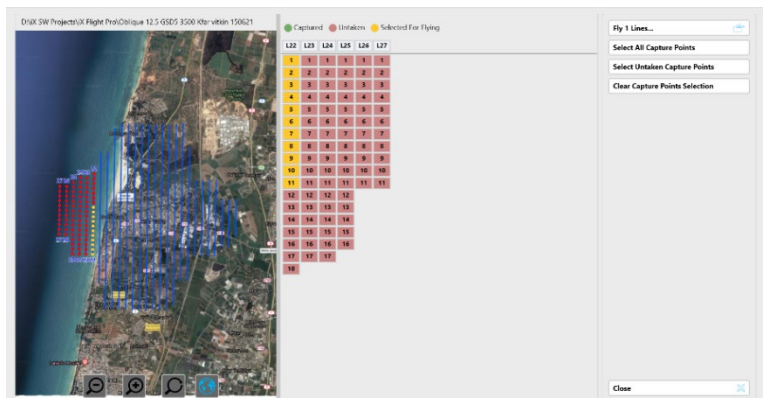 D:\iX SW Projects\iX Flight Pro\Oblique 12.5 GSD5 3500 Kfar vitkin 150621
Captured Untaken Selected For Flying
L22 L23 L24 L25 L26 L27
1 1 1 1 1 1
2 2 2 2 2 2
3 3 3 3 3 3
4 4 4 4 4 4
5 5 5 5 5 5
6 6 6 6 6 6
7 7 7 7 7 7
8 8 8 8 8 8
9 9 9 9 9 9
10 10 10 10 10 10
11 11 11 11 11 11
12 12 12 12
13 13 13 13
14 14 14 14
15 15 15 15
16 16 16 16
17 17 17
18
Fly 1 Lines...
Select All Capture Points
Select Untaken Capture Points
Clear Capture Points Selection
Close